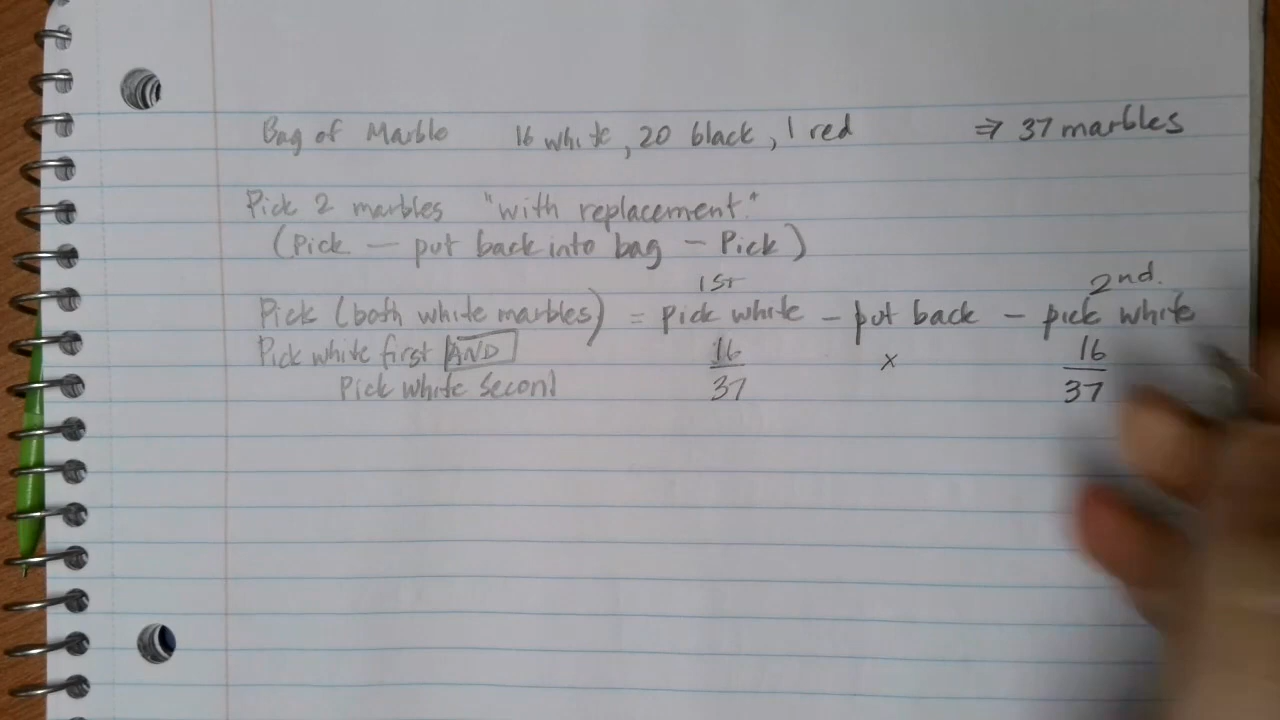 Bag of Marble 16 white, 20 black, 1 red ⇒ 37 marbles
Pick 2 marbles "with replacement."
(Pick — put back into bag — Pick)
1st 2nd.
Pick (both white marbles) = pick white — put back — pick white
Pick white first AND 16 x 16
Pick white second 37 37